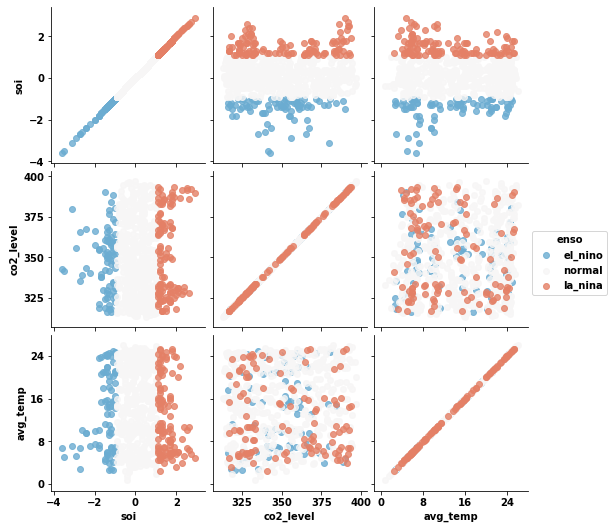 2
0
−2
−4
soi
400
375
350
325
co2_level
24
16
8
0
avg_temp
−4 −2 0 2
soi
325 350 375 400
co2_level
0 8 16 24
avg_temp
enso
el_nino
normal
la_nina